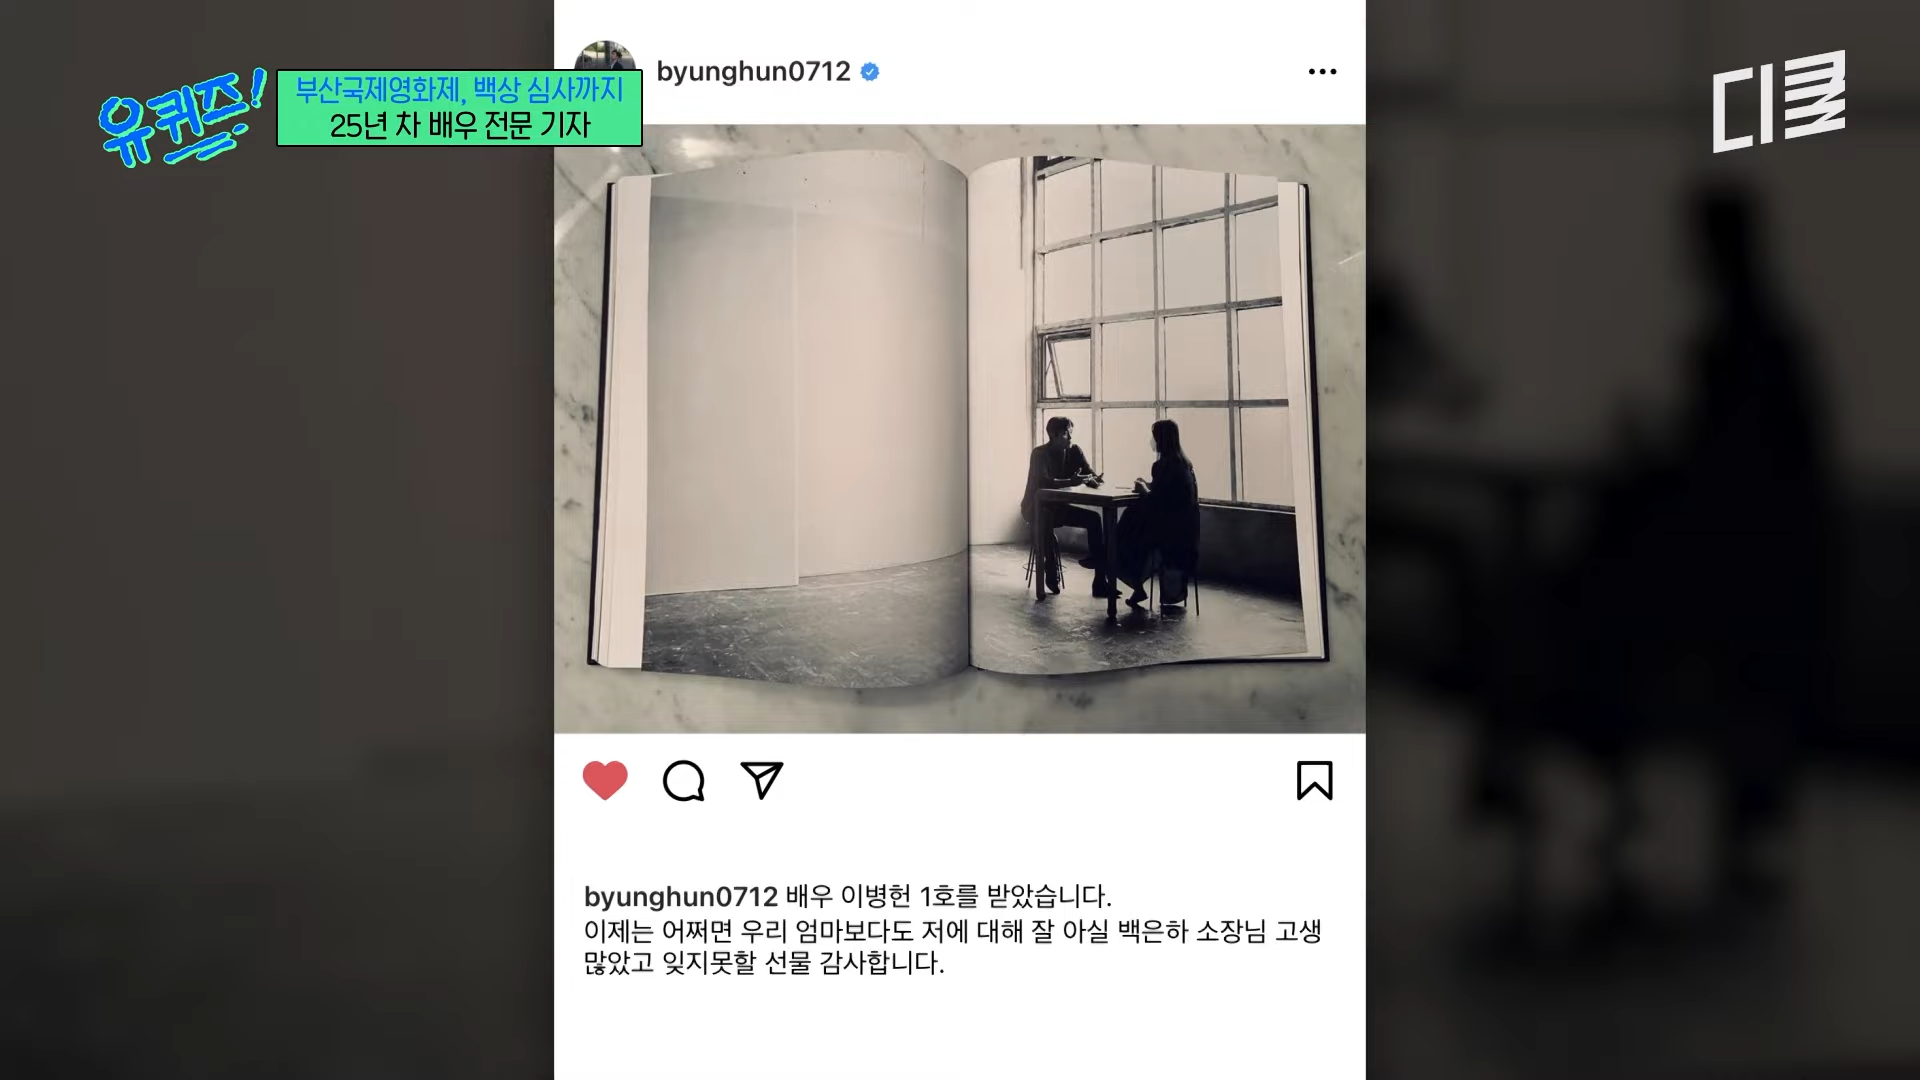 유퀴즈!
부산국제영화제, 백상 심사까지
25년 차 배우 전문 기자
byunghun0712
디글
byunghun0712 배우 이병헌 1호를 받았습니다.
이제는 어쩌면 우리 엄마보다도 저에 대해 잘 아실 백은하 소장님 고생
많았고 잊지못할 선물 감사합니다.